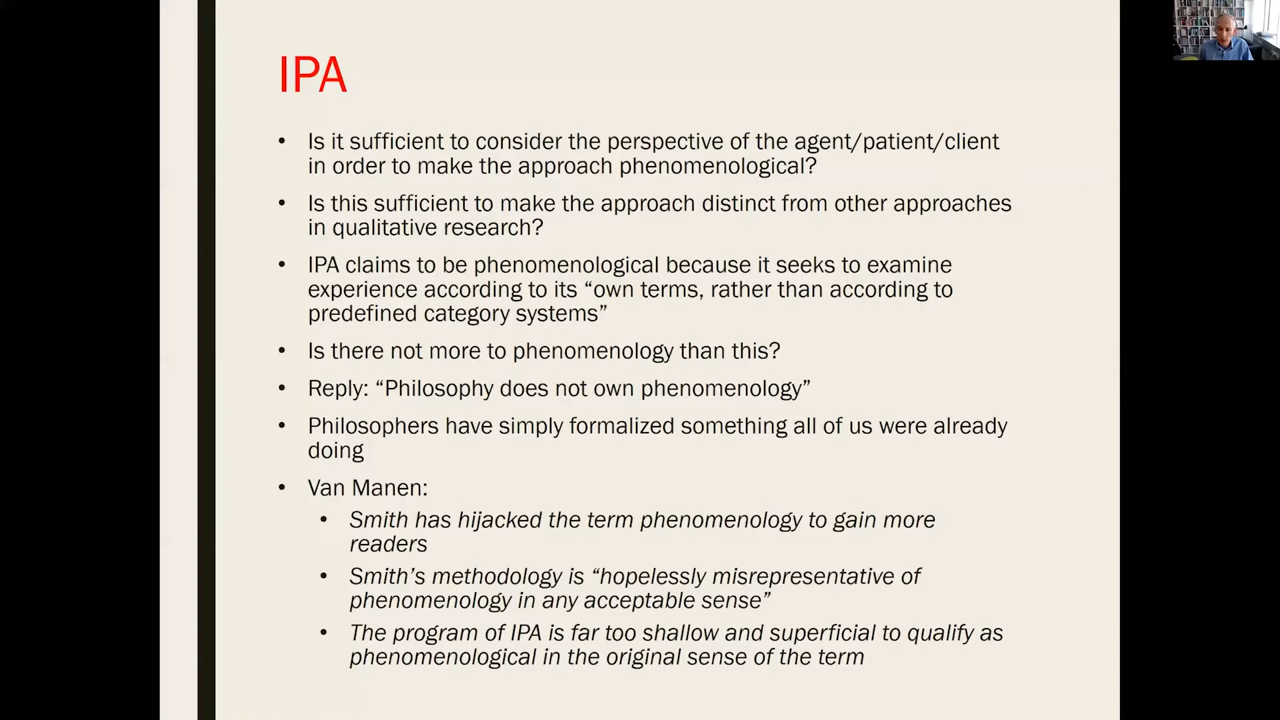 IPA
• Is it sufficient to consider the perspective of the agent/patient/client
in order to make the approach phenomenological?
• Is this sufficient to make the approach distinct from other approaches
in qualitative research?
• IPA claims to be phenomenological because it seeks to examine
experience according to its “own terms, rather than according to
predefined category systems”
• Is there not more to phenomenology than this?
• Reply: “Philosophy does not own phenomenology”
• Philosophers have simply formalized something all of us were already
doing
• Van Manen:
• Smith has hijacked the term phenomenology to gain more
readers
• Smith’s methodology is “hopelessly misrepresentative of
phenomenology in any acceptable sense”
• The program of IPA is far too shallow and superficial to qualify as
phenomenological in the original sense of the term